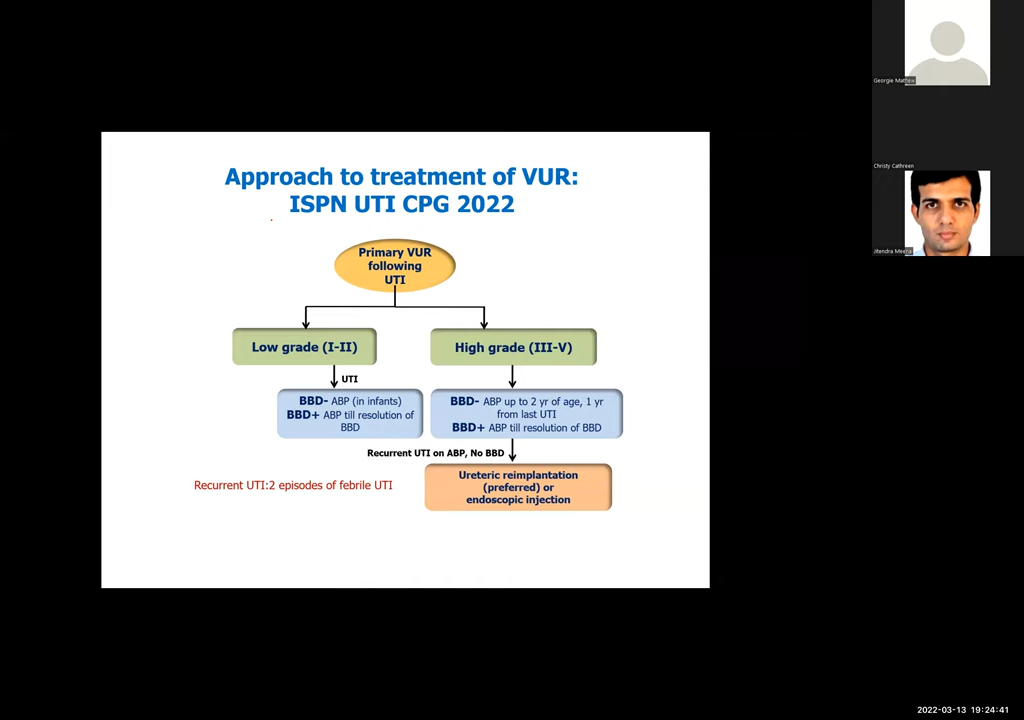 Georgie Mathew
Christy Cathreen
Jitendra Meena
Approach to treatment of VUR:
ISPN UTI CPG 2022
Primary VUR
following
UTI
Low grade (I-II)
High grade (III-V)
UTI
BBD- ABP (in infants)
BBD+ ABP till resolution of
BBD
BBD- ABP up to 2 yr of age, 1 yr
from last UTI
BBD+ ABP till resolution of BBD
Recurrent UTI on ABP, No BBD
Ureteric reimplantation
(preferred) or
endoscopic injection
Recurrent UTI:2 episodes of febrile UTI
2022-03-13 19:24:41